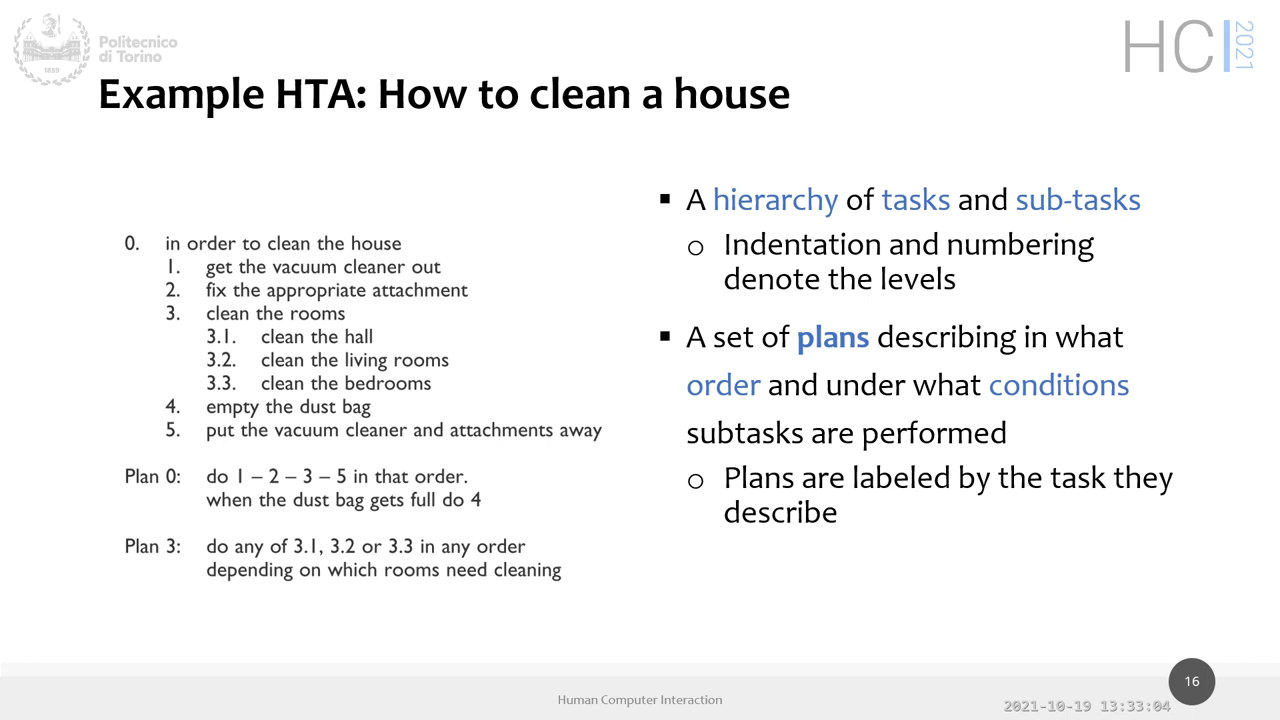 Politecnico
di Torino
1859
HCI
2021
Example HTA: How to clean a house
0. in order to clean the house
1. get the vacuum cleaner out
2. fix the appropriate attachment
3. clean the rooms
3.1. clean the hall
3.2. clean the living rooms
3.3. clean the bedrooms
4. empty the dust bag
5. put the vacuum cleaner and attachments away
Plan 0: do 1 – 2 – 3 – 5 in that order.
when the dust bag gets full do 4
Plan 3: do any of 3.1, 3.2 or 3.3 in any order
depending on which rooms need cleaning
▪ A hierarchy of tasks and sub-tasks
o Indentation and numbering
denote the levels
▪ A set of plans describing in what
order and under what conditions
subtasks are performed
o Plans are labeled by the task they
describe
Human Computer Interaction
16
2021-10-19 13:33:04